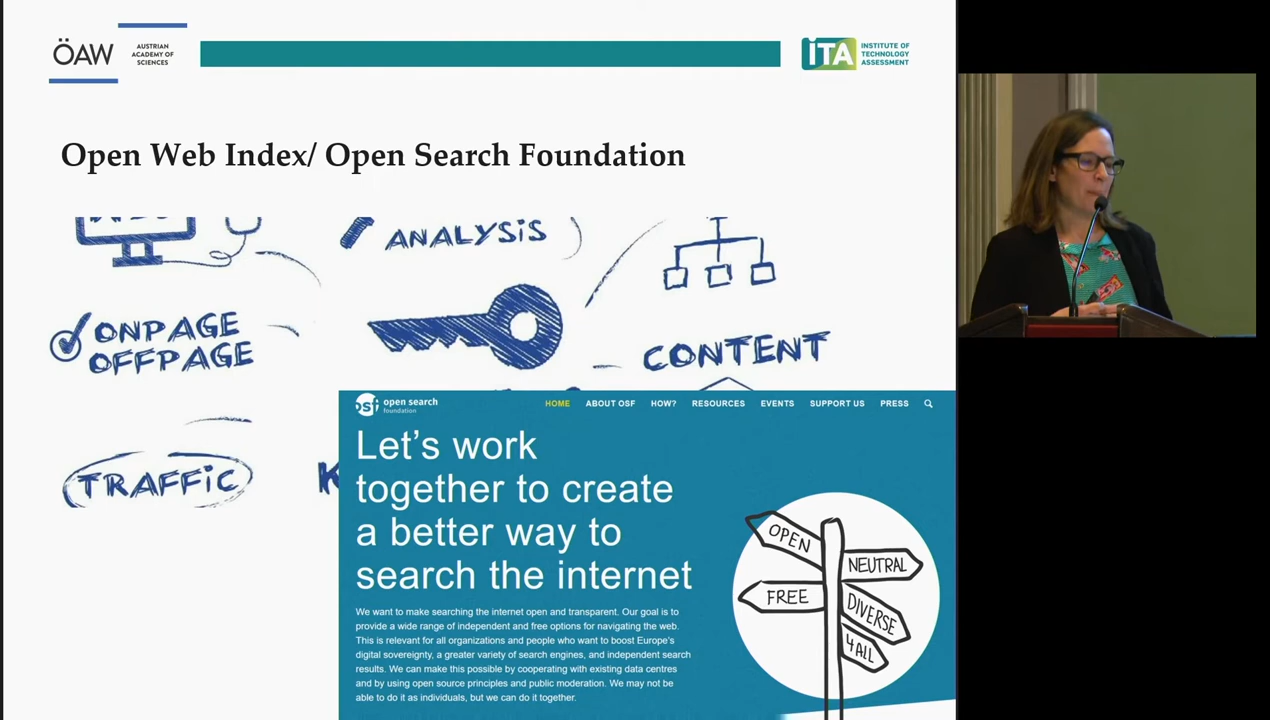 ÖAW
AUSTRIAN
ACADEMY OF
SCIENCES
iTA
INSTITUTE OF
TECHNOLOGY
ASSESSMENT
Open Web Index/ Open Search Foundation
ANALYSiS
ONPAGE
OFFPAGE
CONTENT
TRAFFiC
K
osf open search
foundation
HOME ABOUT OSF HOW? RESOURCES EVENTS SUPPORT US PRESS
Let's work
together to create
a better way to
search the internet
We want to make searching the internet open and transparent. Our goal is to
provide a wide range of independent and free options for navigating the web.
This is relevant for all organizations and people who want to boost Europe's
digital sovereignty, a greater variety of search engines, and independent search
results. We can make this possible by cooperating with existing data centres
and by using open source principles and public moderation. We may not be
able to do it as individuals, but we can do it together.
OPEN
NEUTRAL
FREE
DIVERSE
4ALL